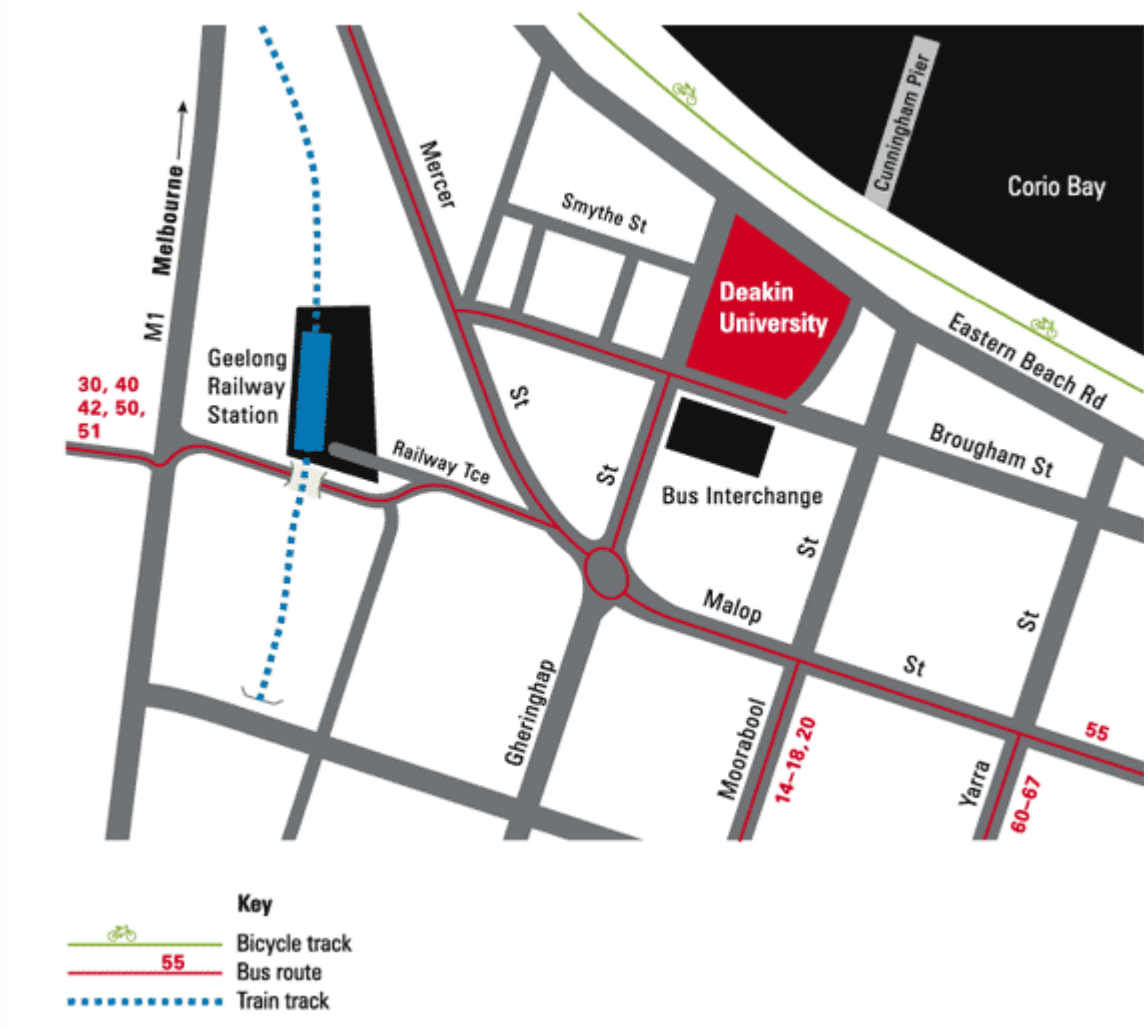 Cunningham Pier
Corio Bay
Mercer
Smythe St
Melbourne
M1
Deakin
University
Eastern Beach Rd
Geelong
Railway
Station
30, 40
42, 50,
51
St
Railway Tce
Brougham St
St
Bus Interchange
St
Malop
St
St
Gheringhap
Moorabool
14–18, 20
Yarra
60–67
55
Key
Bicycle track
55
Bus route
Train track